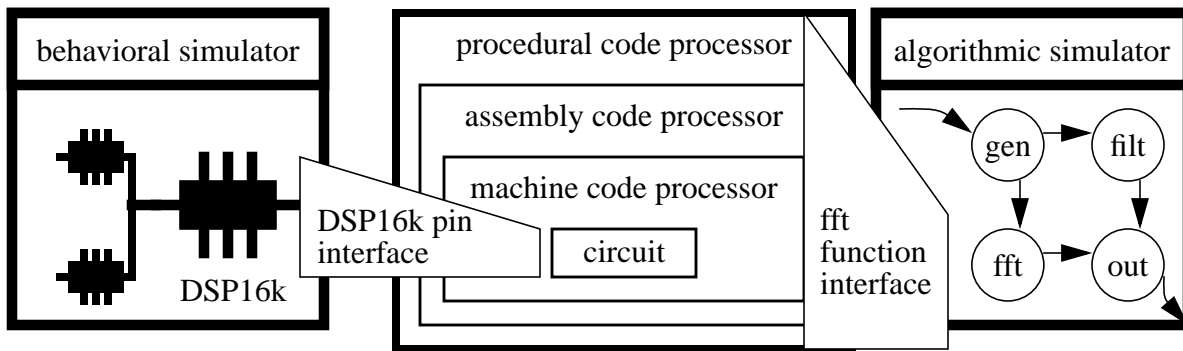 behavioral simulator
DSP16k
DSP16k pin
interface
procedural code processor
assembly code processor
machine code processor
circuit
fft
function
interface
algorithmic simulator
gen
filt
fft
out